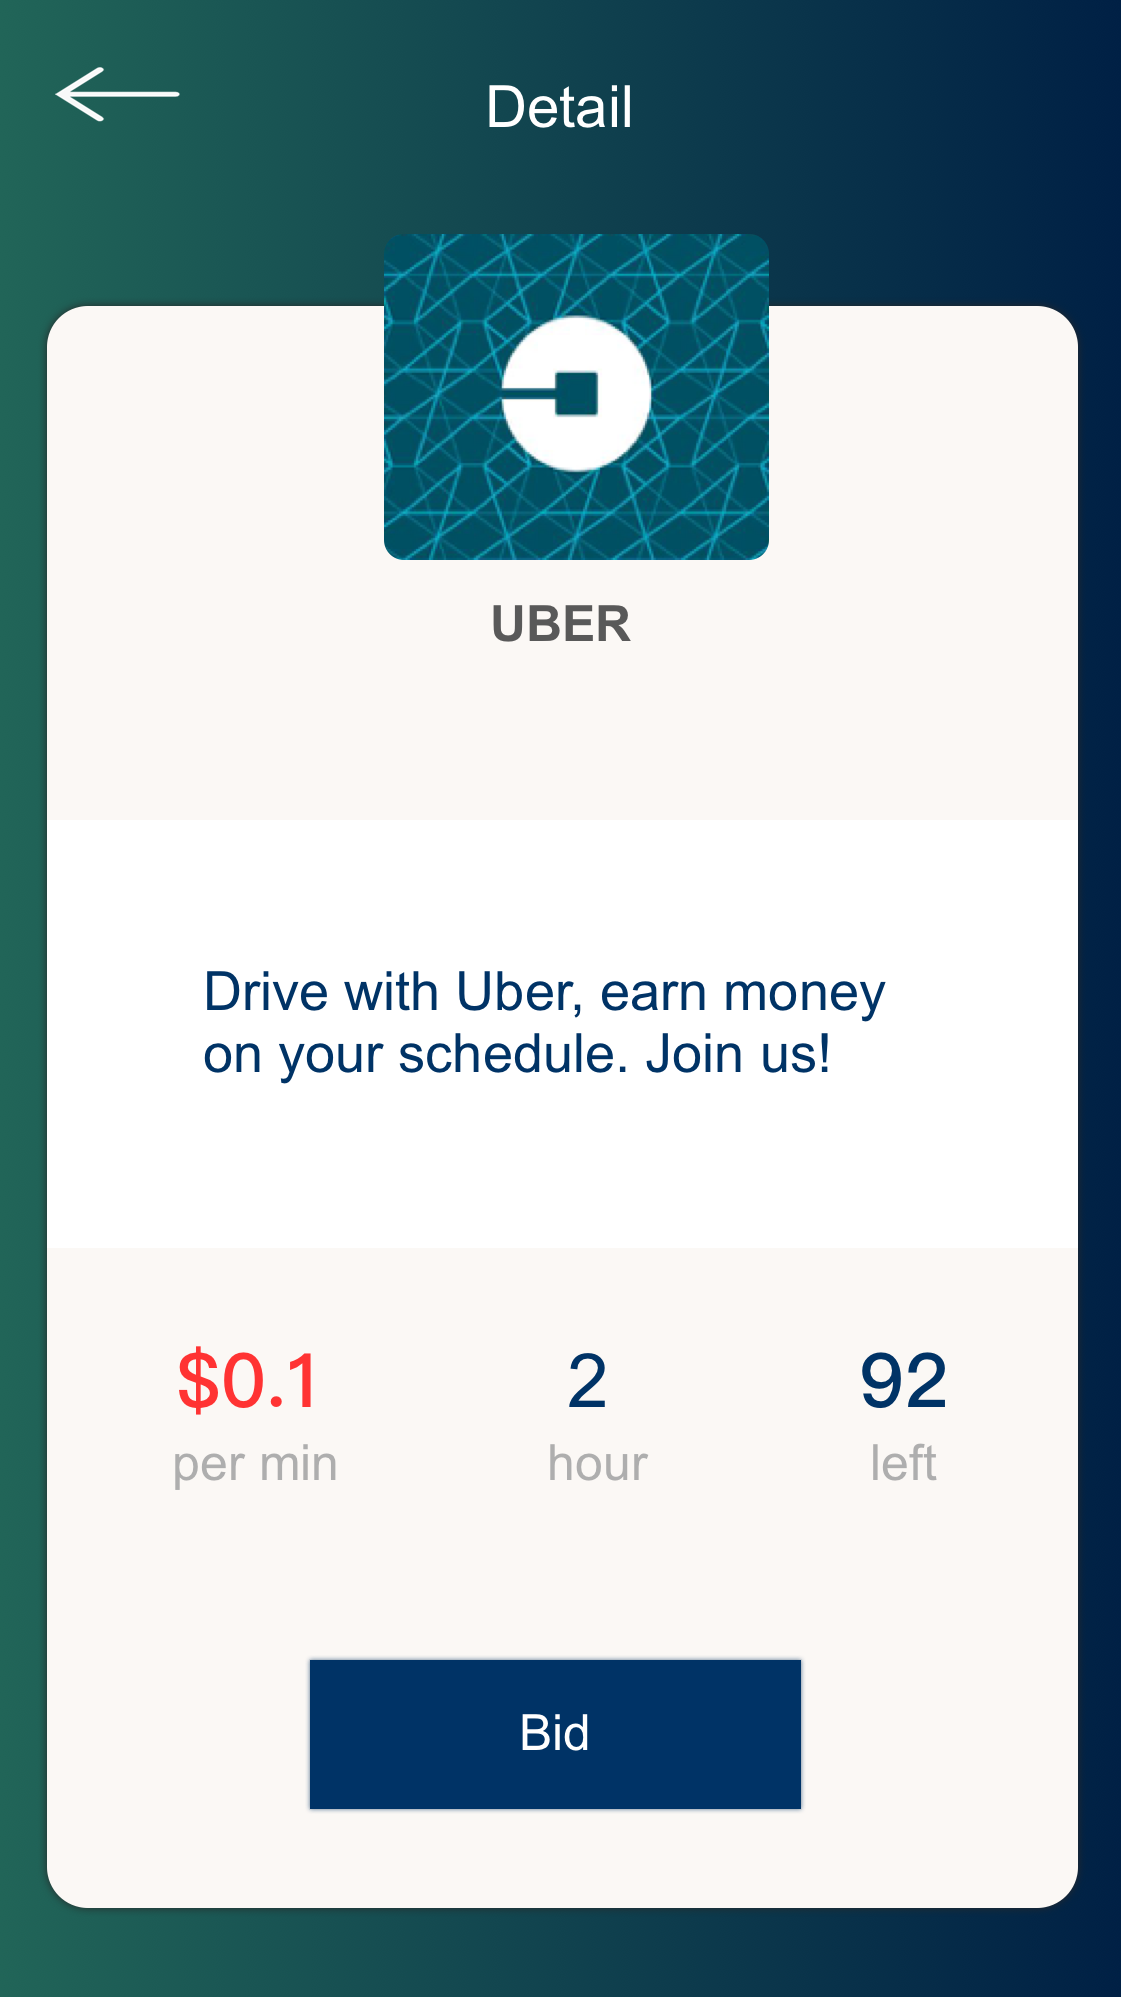 Detail
UBER
Drive with Uber, earn money
on your schedule. Join us!
$0.1 2 92
per min hour left
Bid